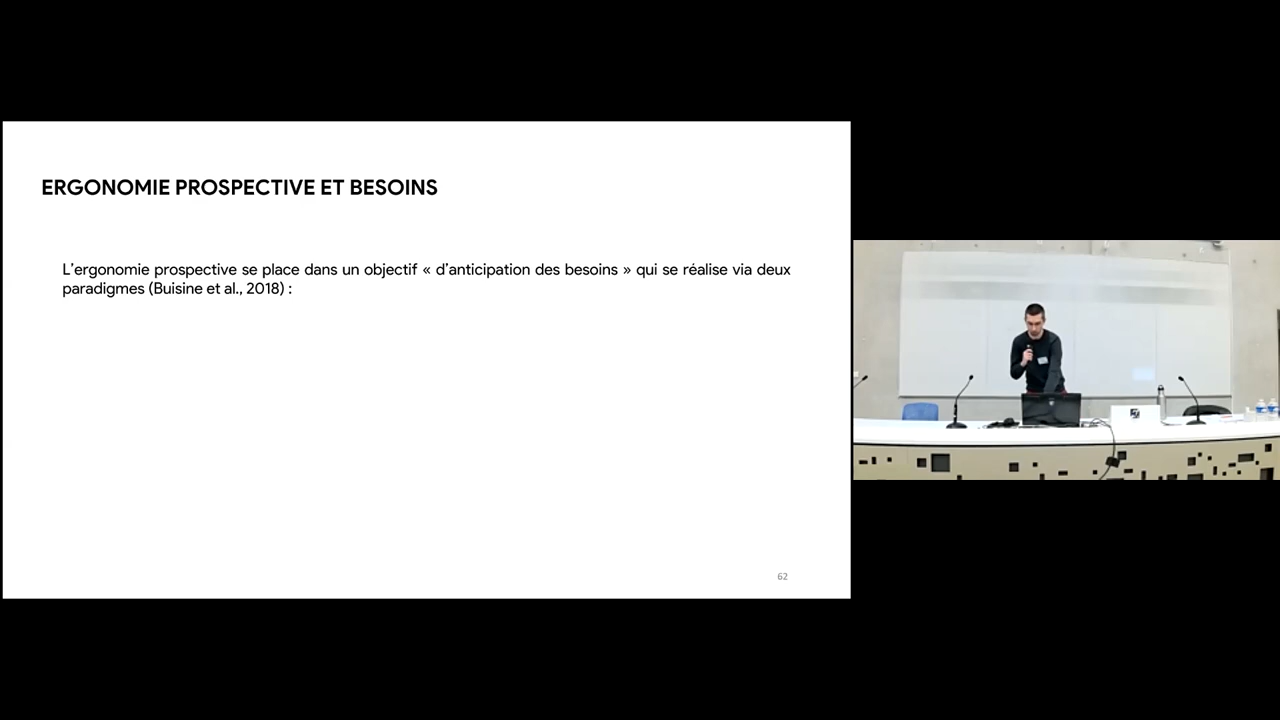 ERGONOMIE PROSPECTIVE ET BESOINS
L’ergonomie prospective se place dans un objectif « d’anticipation des besoins » qui se réalise via deux
paradigmes (Buisine et al., 2018) :
62